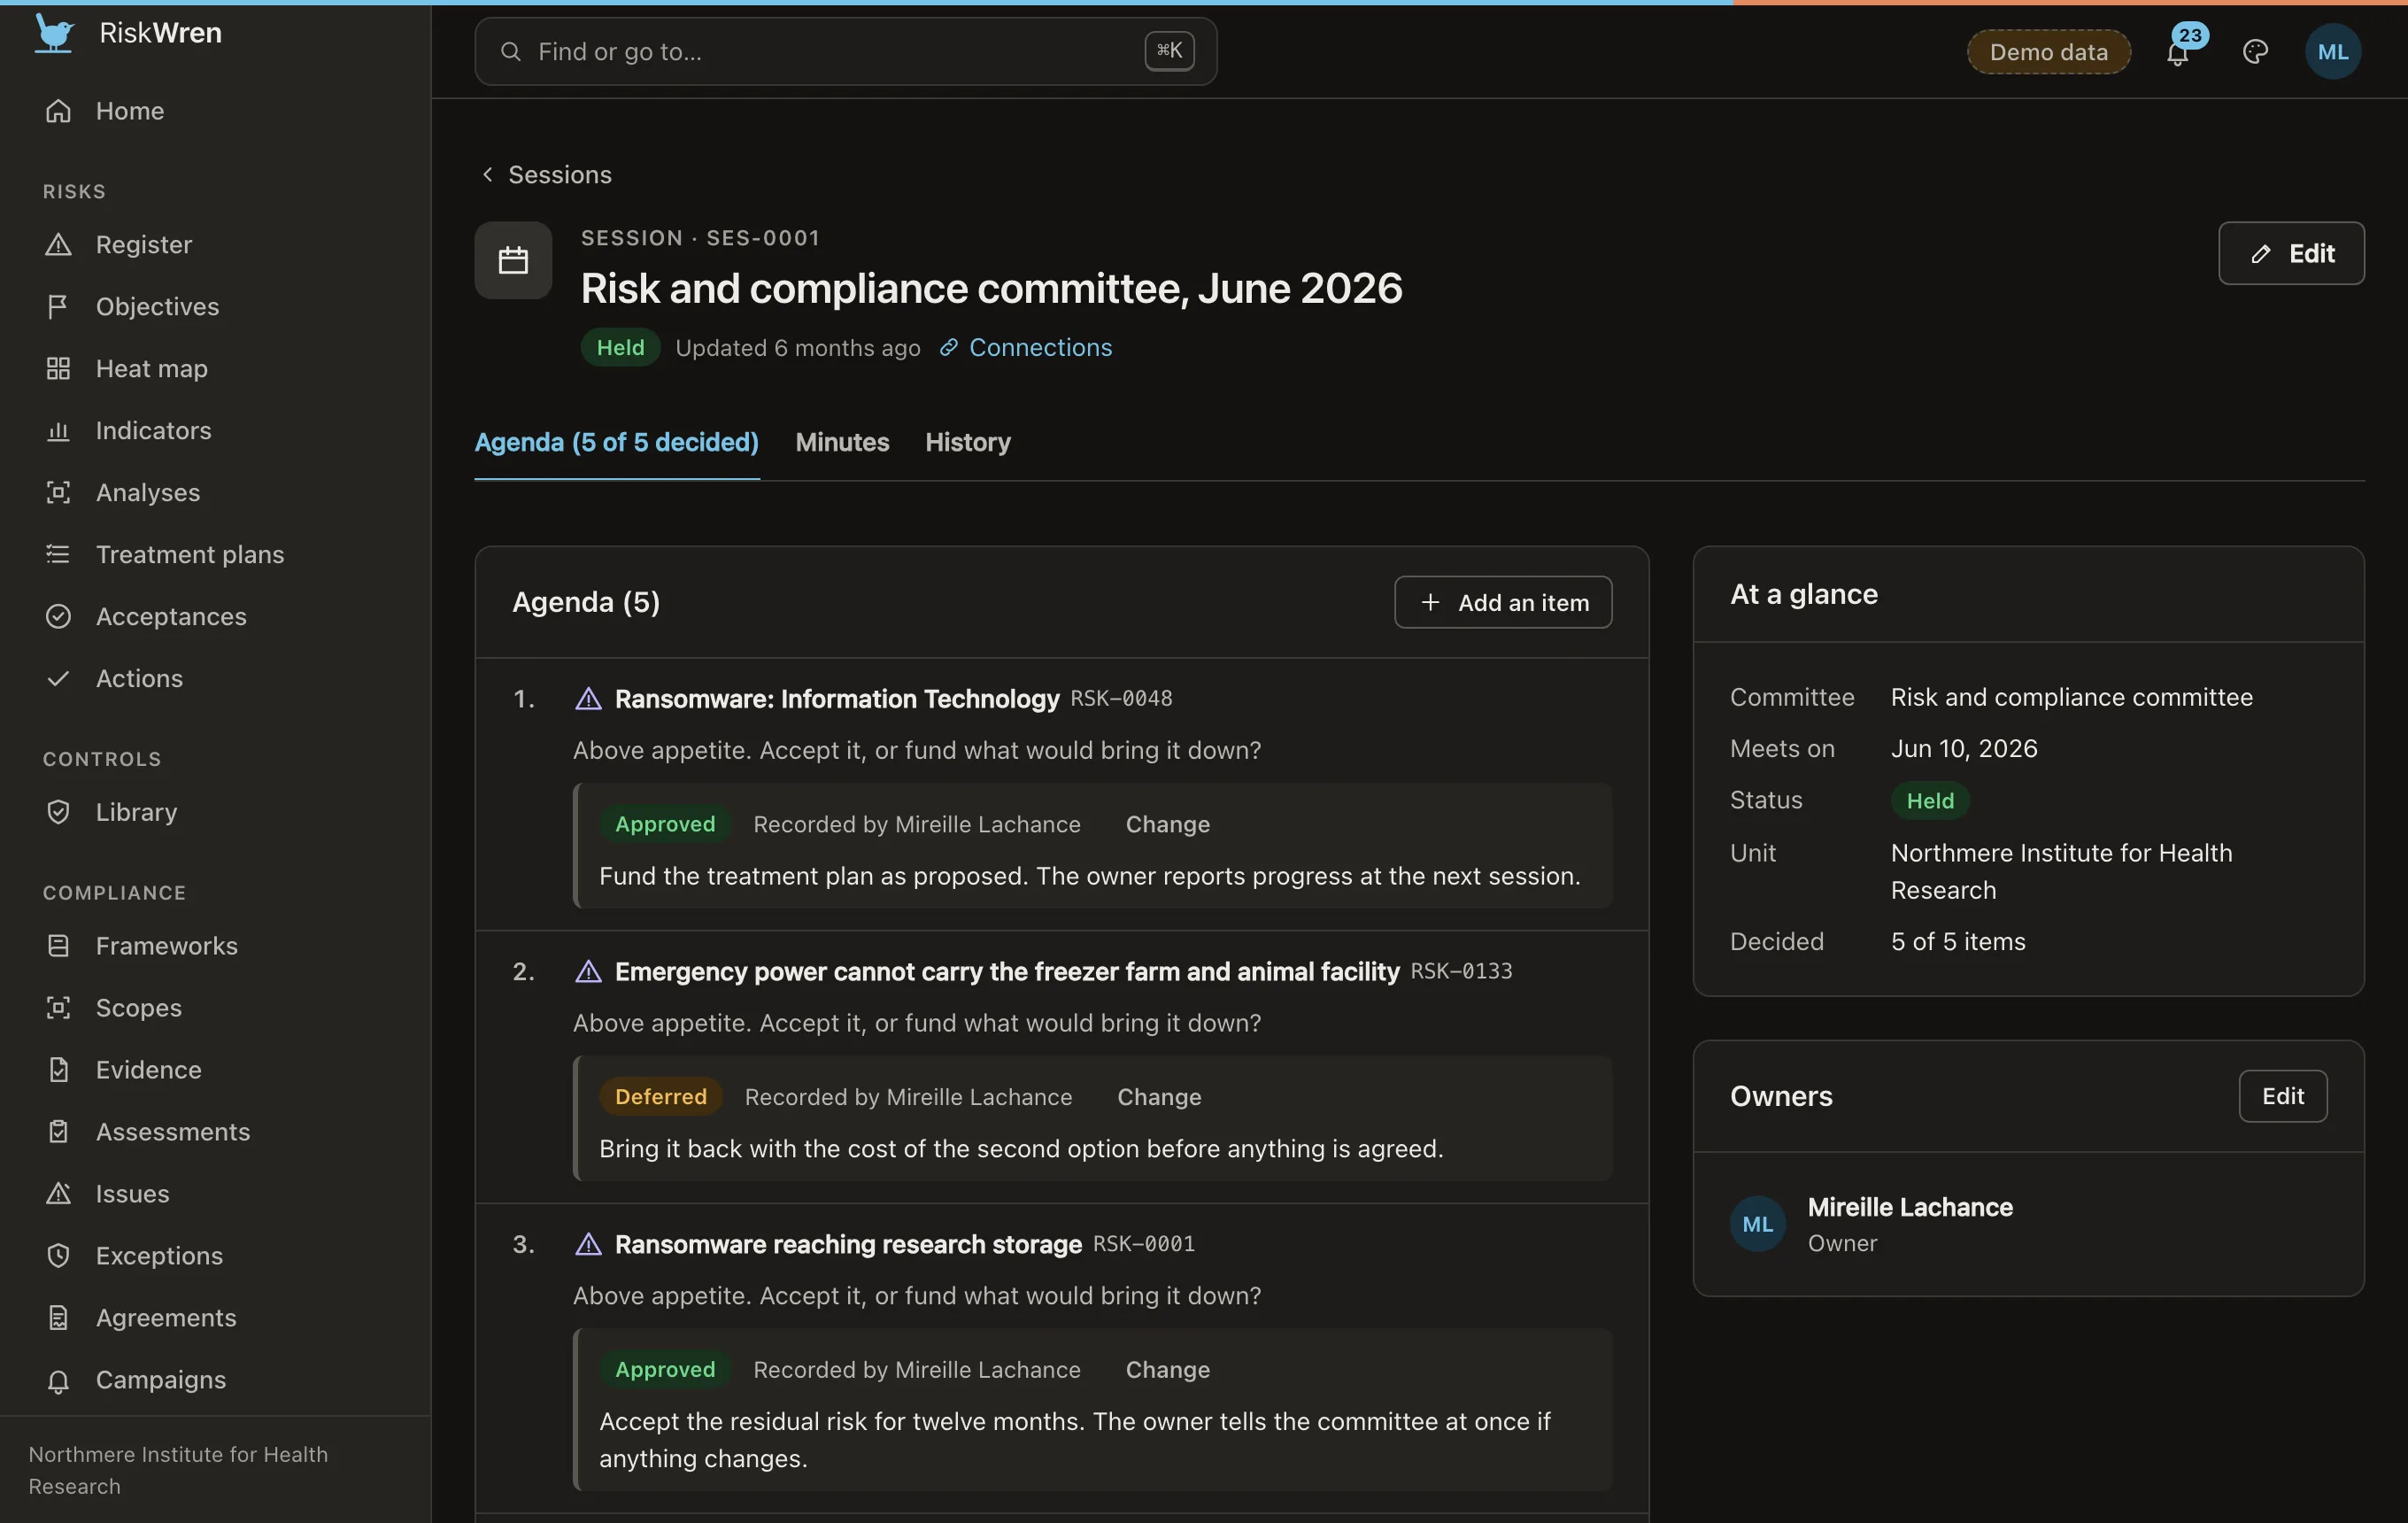 RiskWren
Find or go to...
⌘K
Demo data
23
ML
Home
RISKS
Register
Objectives
Heat map
Indicators
Analyses
Treatment plans
Acceptances
Actions
CONTROLS
Library
COMPLIANCE
Frameworks
Scopes
Evidence
Assessments
Issues
Exceptions
Agreements
Campaigns
Northmere Institute for Health
Research
Sessions
SESSION · SES-0001
Risk and compliance committee, June 2026
Edit
Held Updated 6 months ago Connections
Agenda (5 of 5 decided) Minutes History
Agenda (5)
Add an item
1. Ransomware: Information Technology RSK-0048
Above appetite. Accept it, or fund what would bring it down?
Approved Recorded by Mireille Lachance Change
Fund the treatment plan as proposed. The owner reports progress at the next session.
2. Emergency power cannot carry the freezer farm and animal facility RSK-0133
Above appetite. Accept it, or fund what would bring it down?
Deferred Recorded by Mireille Lachance Change
Bring it back with the cost of the second option before anything is agreed.
3. Ransomware reaching research storage RSK-0001
Above appetite. Accept it, or fund what would bring it down?
Approved Recorded by Mireille Lachance Change
Accept the residual risk for twelve months. The owner tells the committee at once if
anything changes.
At a glance
Committee Risk and compliance committee
Meets on Jun 10, 2026
Status Held
Unit Northmere Institute for Health
Research
Decided 5 of 5 items
Owners
Edit
ML
Mireille Lachance
Owner